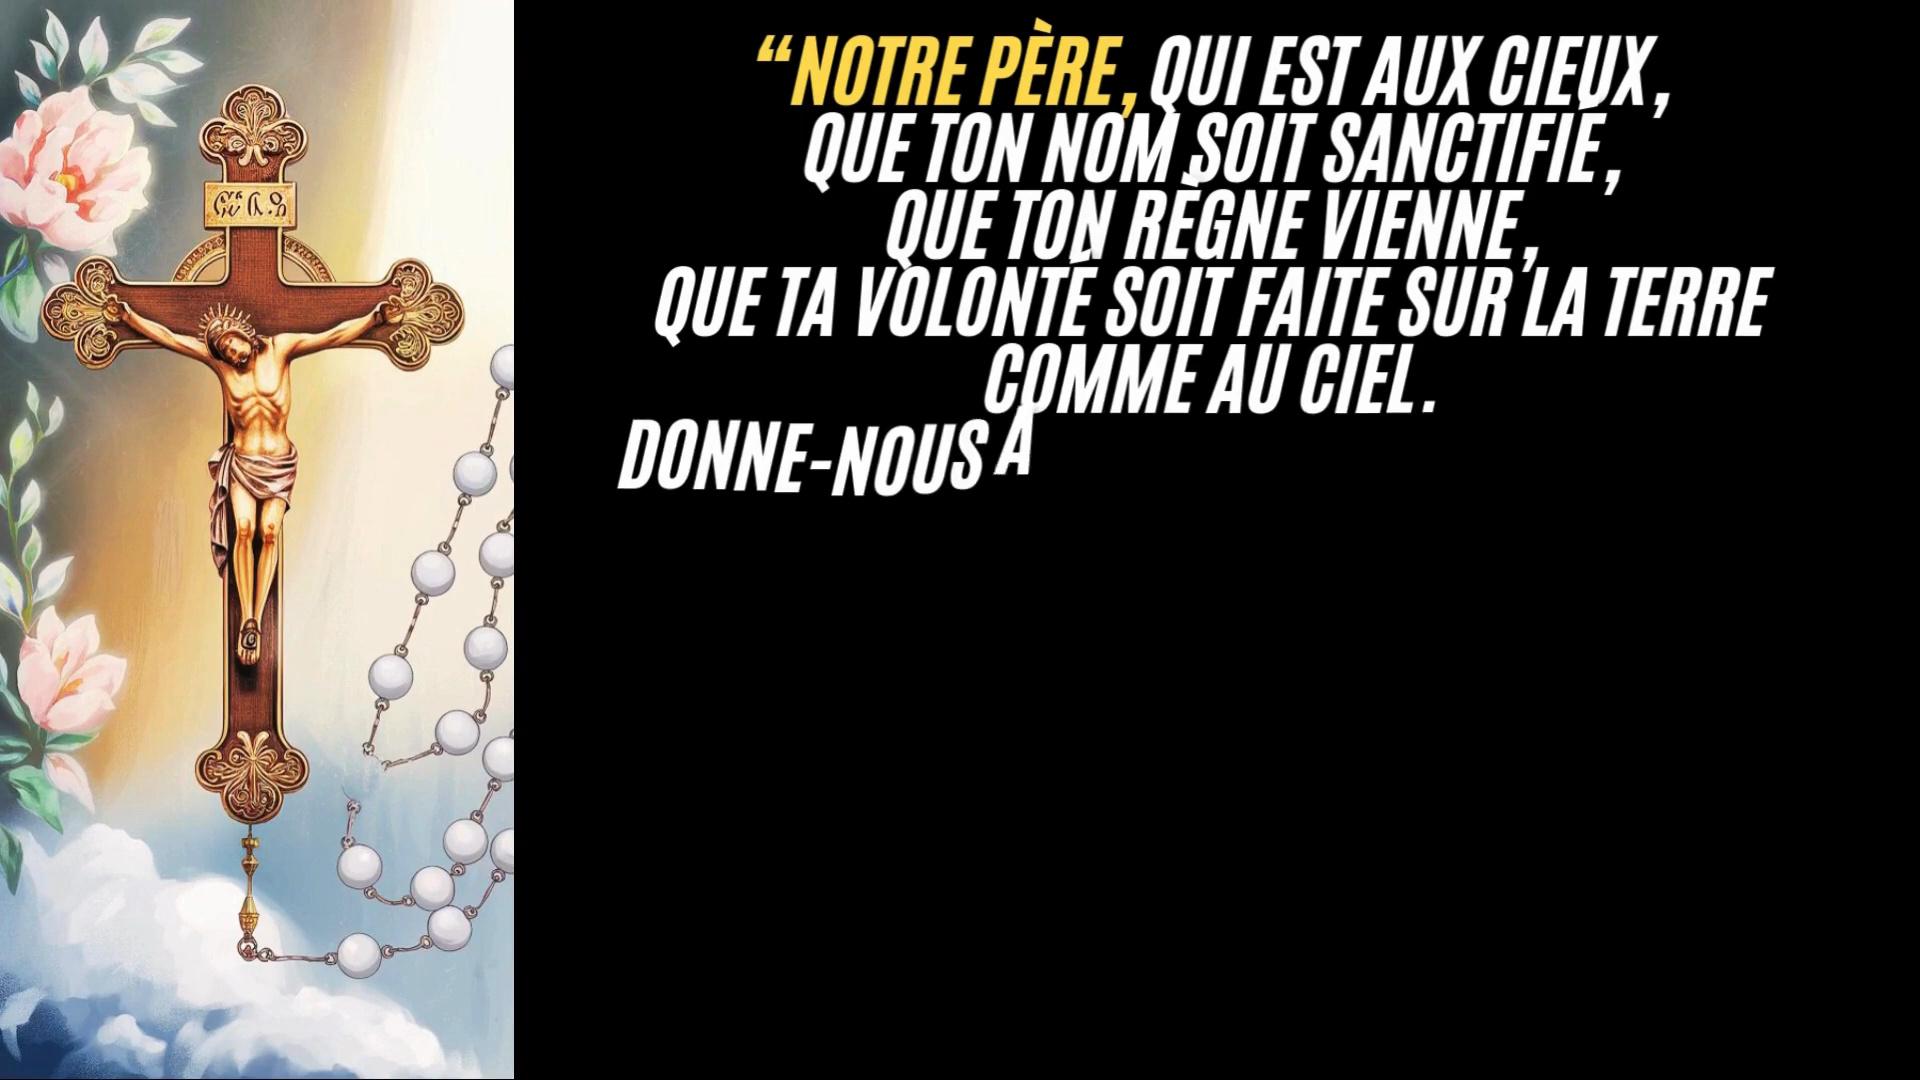 “NOTRE PÈRE, QUI EST AUX CIEUX,
QUE TON NOM SOIT SANCTIFIÉ,
QUE TON RÈGNE VIENNE,
QUE TA VOLONTÉ SOIT FAITE SUR LA TERRE
COMME AU CIEL.
DONNE-NOUS A